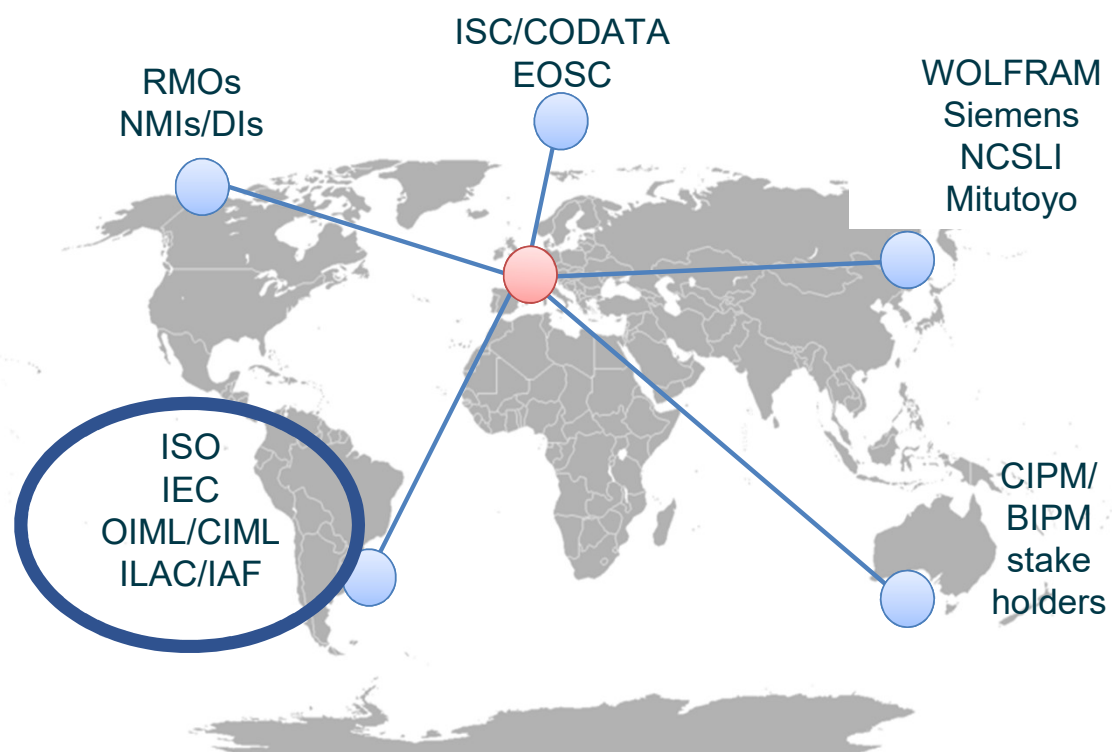 ISC/CODATA
EOSC
RMOs
NMIs/DIs
WOLFRAM
Siemens
NCSLI
Mitutoyo
ISO
IEC
OIML/CIML
ILAC/IAF
CIPM/
BIPM
stake
holders